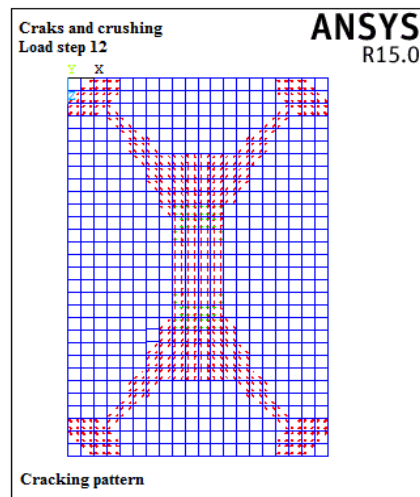 Craks and crushing
Load step 12
ANSYS
R15.0
Y
X
Z
Cracking pattern